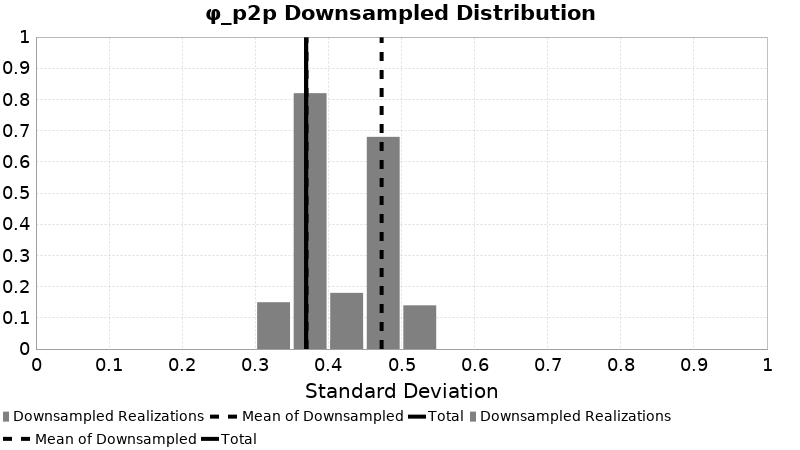 φ_p2p Downsampled Distribution
1
0.9
0.8
0.7
0.6
0.5
0.4
0.3
0.2
0.1
0
0 0.1 0.2 0.3 0.4 0.5 0.6 0.7 0.8 0.9 1
Standard Deviation
Downsampled Realizations Mean of Downsampled Total Downsampled Realizations
Mean of Downsampled Total